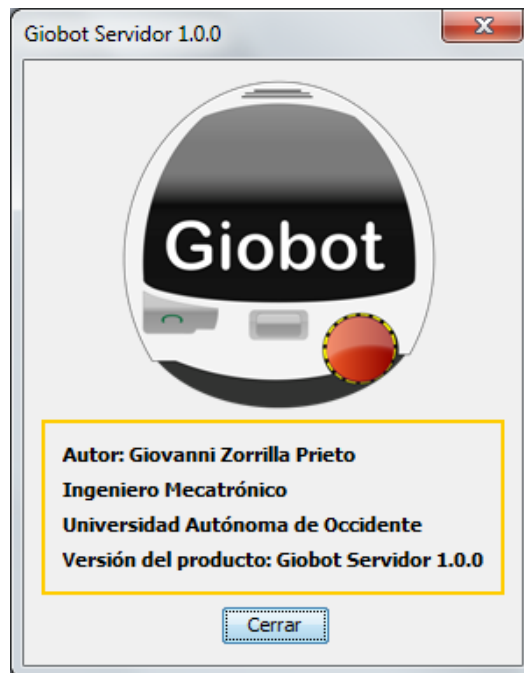 Giobot Servidor 1.0.0
Giobot
Autor: Giovanni Zorrilla Prieto
Ingeniero Mecatrónico
Universidad Autónoma de Occidente
Versión del producto: Giobot Servidor 1.0.0
Cerrar